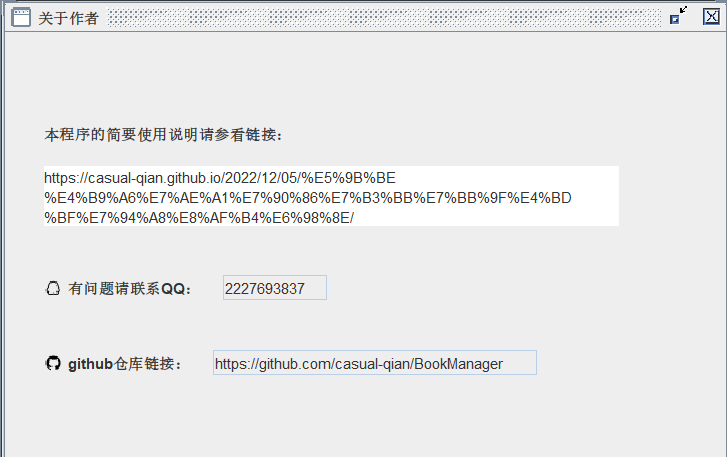 关于作者
本程序的简要使用说明请参看链接：
https://casual-qian.github.io/2022/12/05/%E5%9B%BE
%E4%B9%A6%E7%AE%A1%E7%90%86%E7%B3%BB%E7%BB%9F%E4%BD
%BF%E7%94%A8%E8%AF%B4%E6%98%8E/
有问题请联系QQ： 2227693837
github仓库链接： https://github.com/casual-qian/BookManager